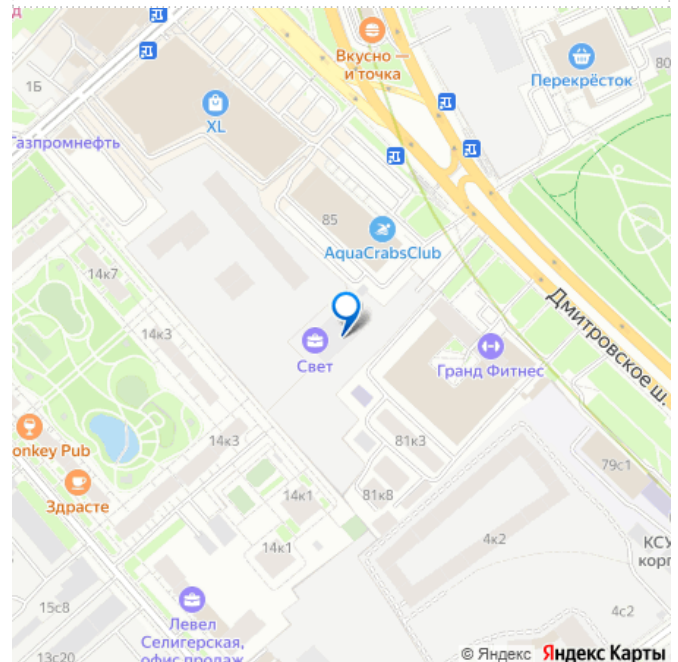 1Б
Вкусно —
и точка
Перекрёсток
80
XL
Газпромнефть
85
AquaCrabsClub
14к7
14к3
Свет
Гранд Фитнес
Дмитровское ш.
onkey Pub
14к3
81к3
79с1
Здрасте
14к1
81к8
14к1
4к2
КСУ
корп
15с8
Левел
Селигерская,
офис продаж
4с2
13с20
© Яндекс Яндекс Карты